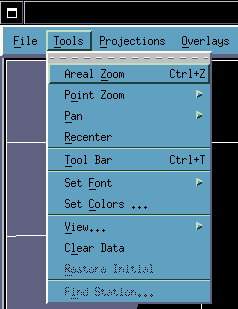 File Tools Projections Overlays
Areal Zoom Ctrl+Z
Point Zoom
Pan
Recenter
Tool Bar Ctrl+T
Set Font
Set Colors ...
View...
Clear Data
Restore Initial
Find Station...